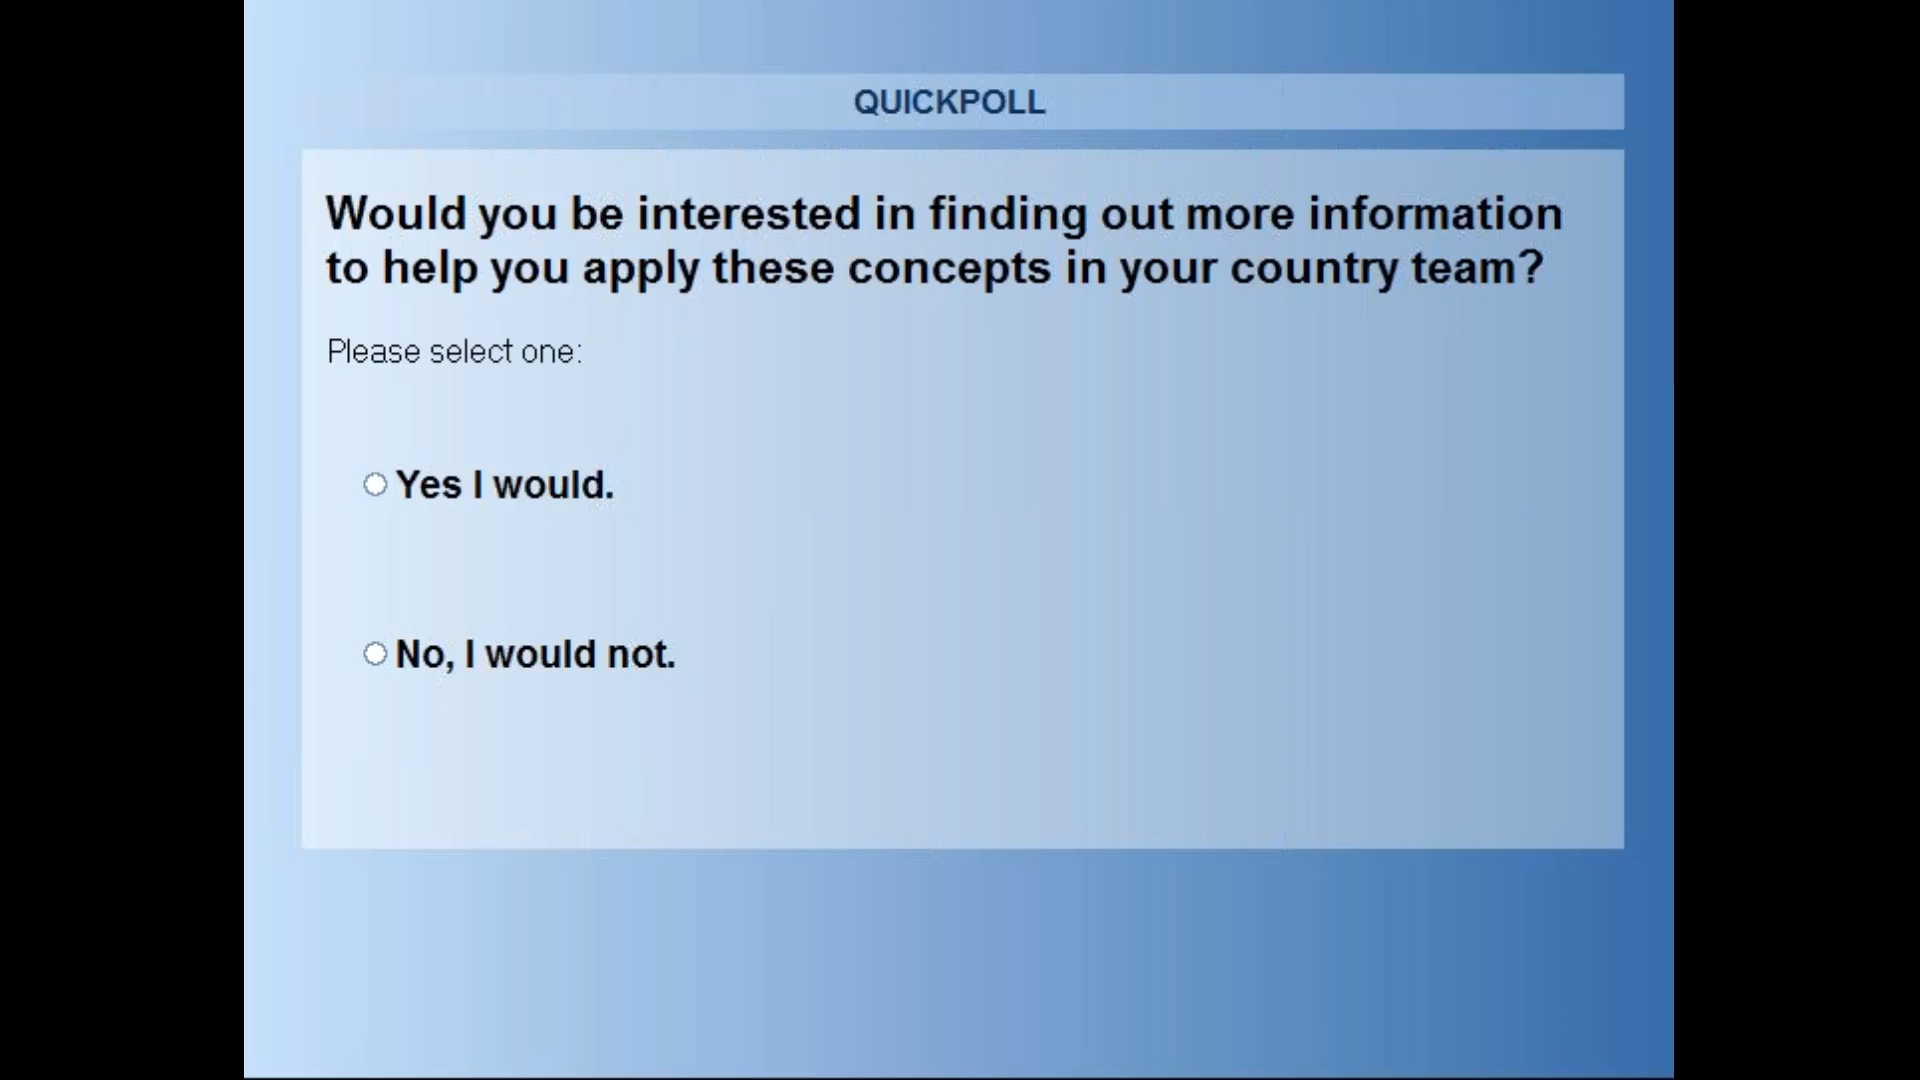 QUICKPOLL
Would you be interested in finding out more information
to help you apply these concepts in your country team?
Please select one:
Yes I would.
No, I would not.